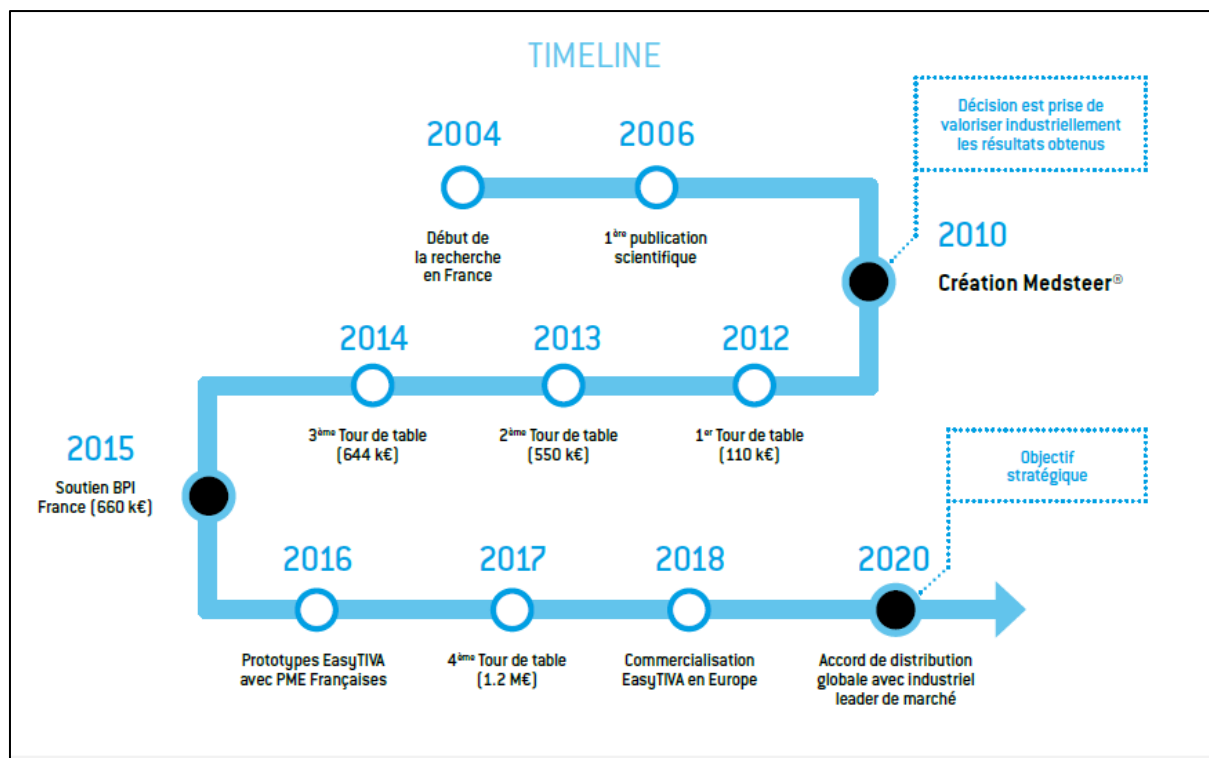 TIMELINE
2004
Début de
la recherche
en France
2006
1ère publication
scientifique
Décision est prise de
valoriser industriellement
les résultats obtenus
2010
Création Medsteer®
2014
3ème Tour de table
(644 k€)
2013
2ème Tour de table
(550 k€)
2012
1er Tour de table
(110 k€)
2015
Soutien BPI
France (660 k€)
Objectif
stratégique
2016
Prototypes EasyTIVA
avec PME Françaises
2017
4ème Tour de table
(1.2 M€)
2018
Commercialisation
EasyTIVA en Europe
2020
Accord de distribution
globale avec industriel
leader de marché